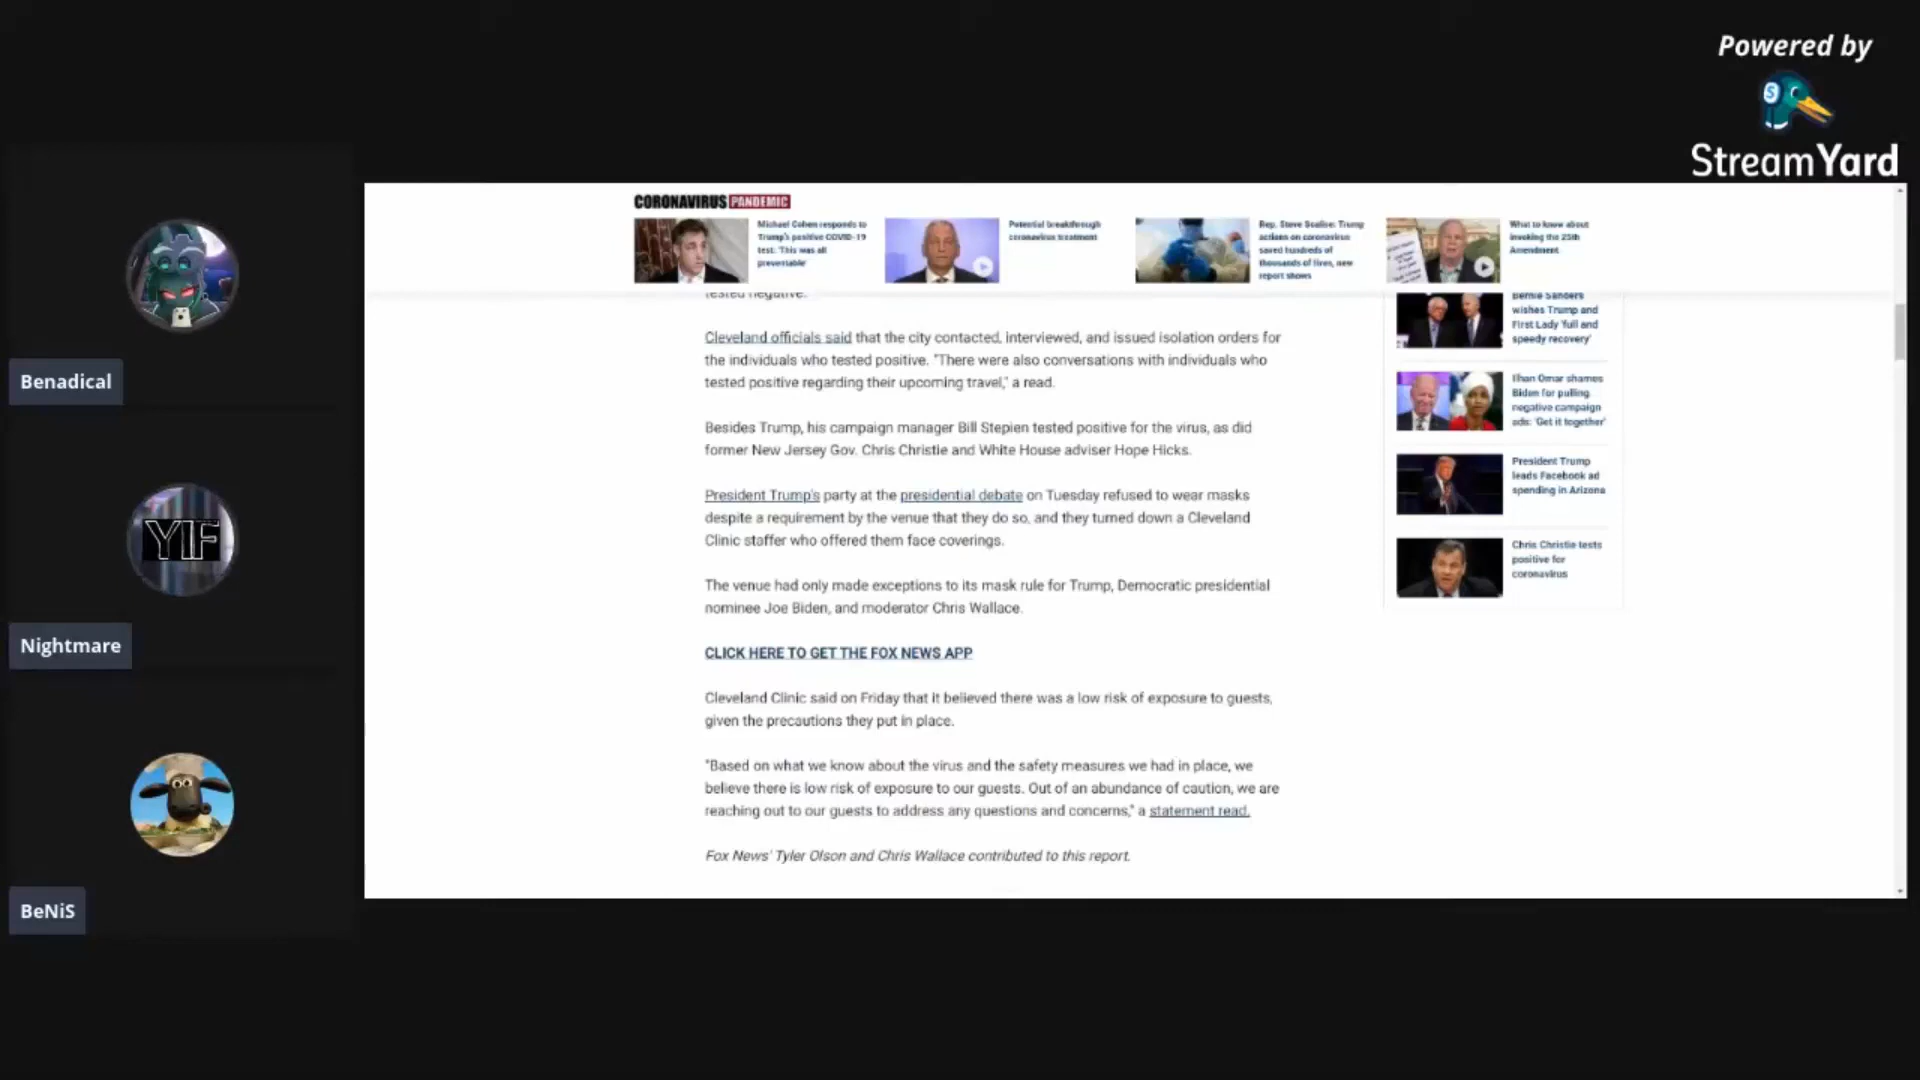 Powered by
StreamYard
CORONAVIRUS PANDEMIC
Michael Cohen responds to
Trump's positive COVID-19
test: 'This was all
preventable'
Potential breakthrough
coronavirus treatment
Rep. Steve Scalise: Trump
actions on coronavirus
saved hundreds of
thousands of lives, new
report shows
What to know about
invoking the 25th
Amendment
tested negative.
Cleveland officials said that the city contacted, interviewed, and issued isolation orders for
the individuals who tested positive. "There were also conversations with individuals who
tested positive regarding their upcoming travel," a read.
Besides Trump, his campaign manager Bill Stepien tested positive for the virus, as did
former New Jersey Gov. Chris Christie and White House adviser Hope Hicks.
President Trump's party at the presidential debate on Tuesday refused to wear masks
despite a requirement by the venue that they do so, and they turned down a Cleveland
Clinic staffer who offered them face coverings.
The venue had only made exceptions to its mask rule for Trump, Democratic presidential
nominee Joe Biden, and moderator Chris Wallace.
CLICK HERE TO GET THE FOX NEWS APP
Cleveland Clinic said on Friday that it believed there was a low risk of exposure to guests,
given the precautions they put in place.
"Based on what we know about the virus and the safety measures we had in place, we
believe there is low risk of exposure to our guests. Out of an abundance of caution, we are
reaching out to our guests to address any questions and concerns," a statement read.
Fox News' Tyler Olson and Chris Wallace contributed to this report.
Bernie Sanders
wishes Trump and
First Lady 'full and
speedy recovery'
Ilhan Omar shames
Biden for pulling
negative campaign
ads: 'Get it together'
President Trump
leads Facebook ad
spending in Arizona
Chris Christie tests
positive for
coronavirus
Benadical
YIF
Nightmare
BeNiS